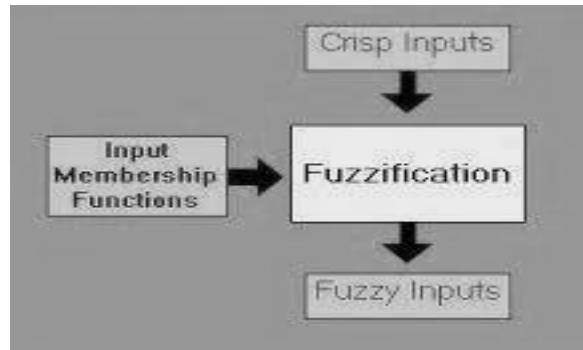 Crisp Inputs
Input
Membership
Functions
Fuzzification
Fuzzy Inputs